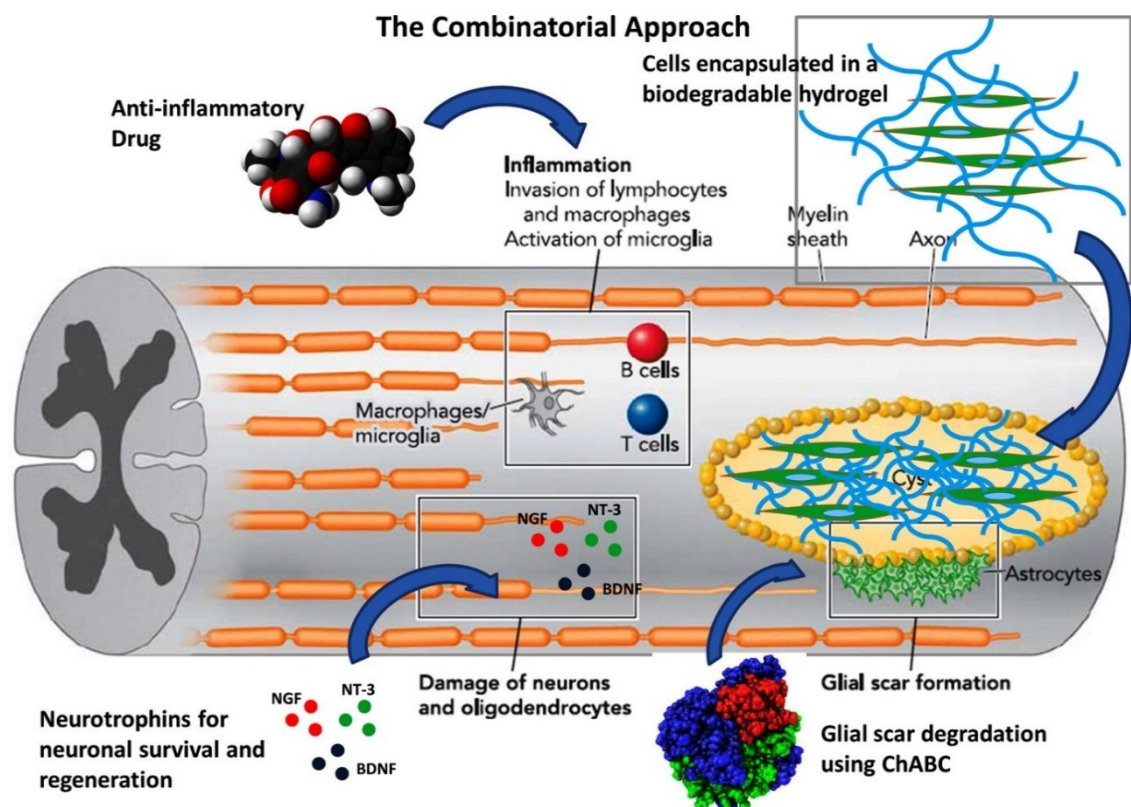 The Combinatorial Approach
Anti-inflammatory
Drug
Cells encapsulated in a
biodegradable hydrogel
Inflammation
Invasion of lymphocytes
and macrophages
Activation of microglia
Myelin
sheath
Axon
B cells
T cells
Macrophages/
microglia
Cyst
NGF
NT-3
BDNF
Astrocytes
Damage of neurons
and oligodendrocytes
Glial scar formation
Glial scar degradation
using ChABC
Neurotrophins for
neuronal survival and
regeneration
NGF
NT-3
BDNF